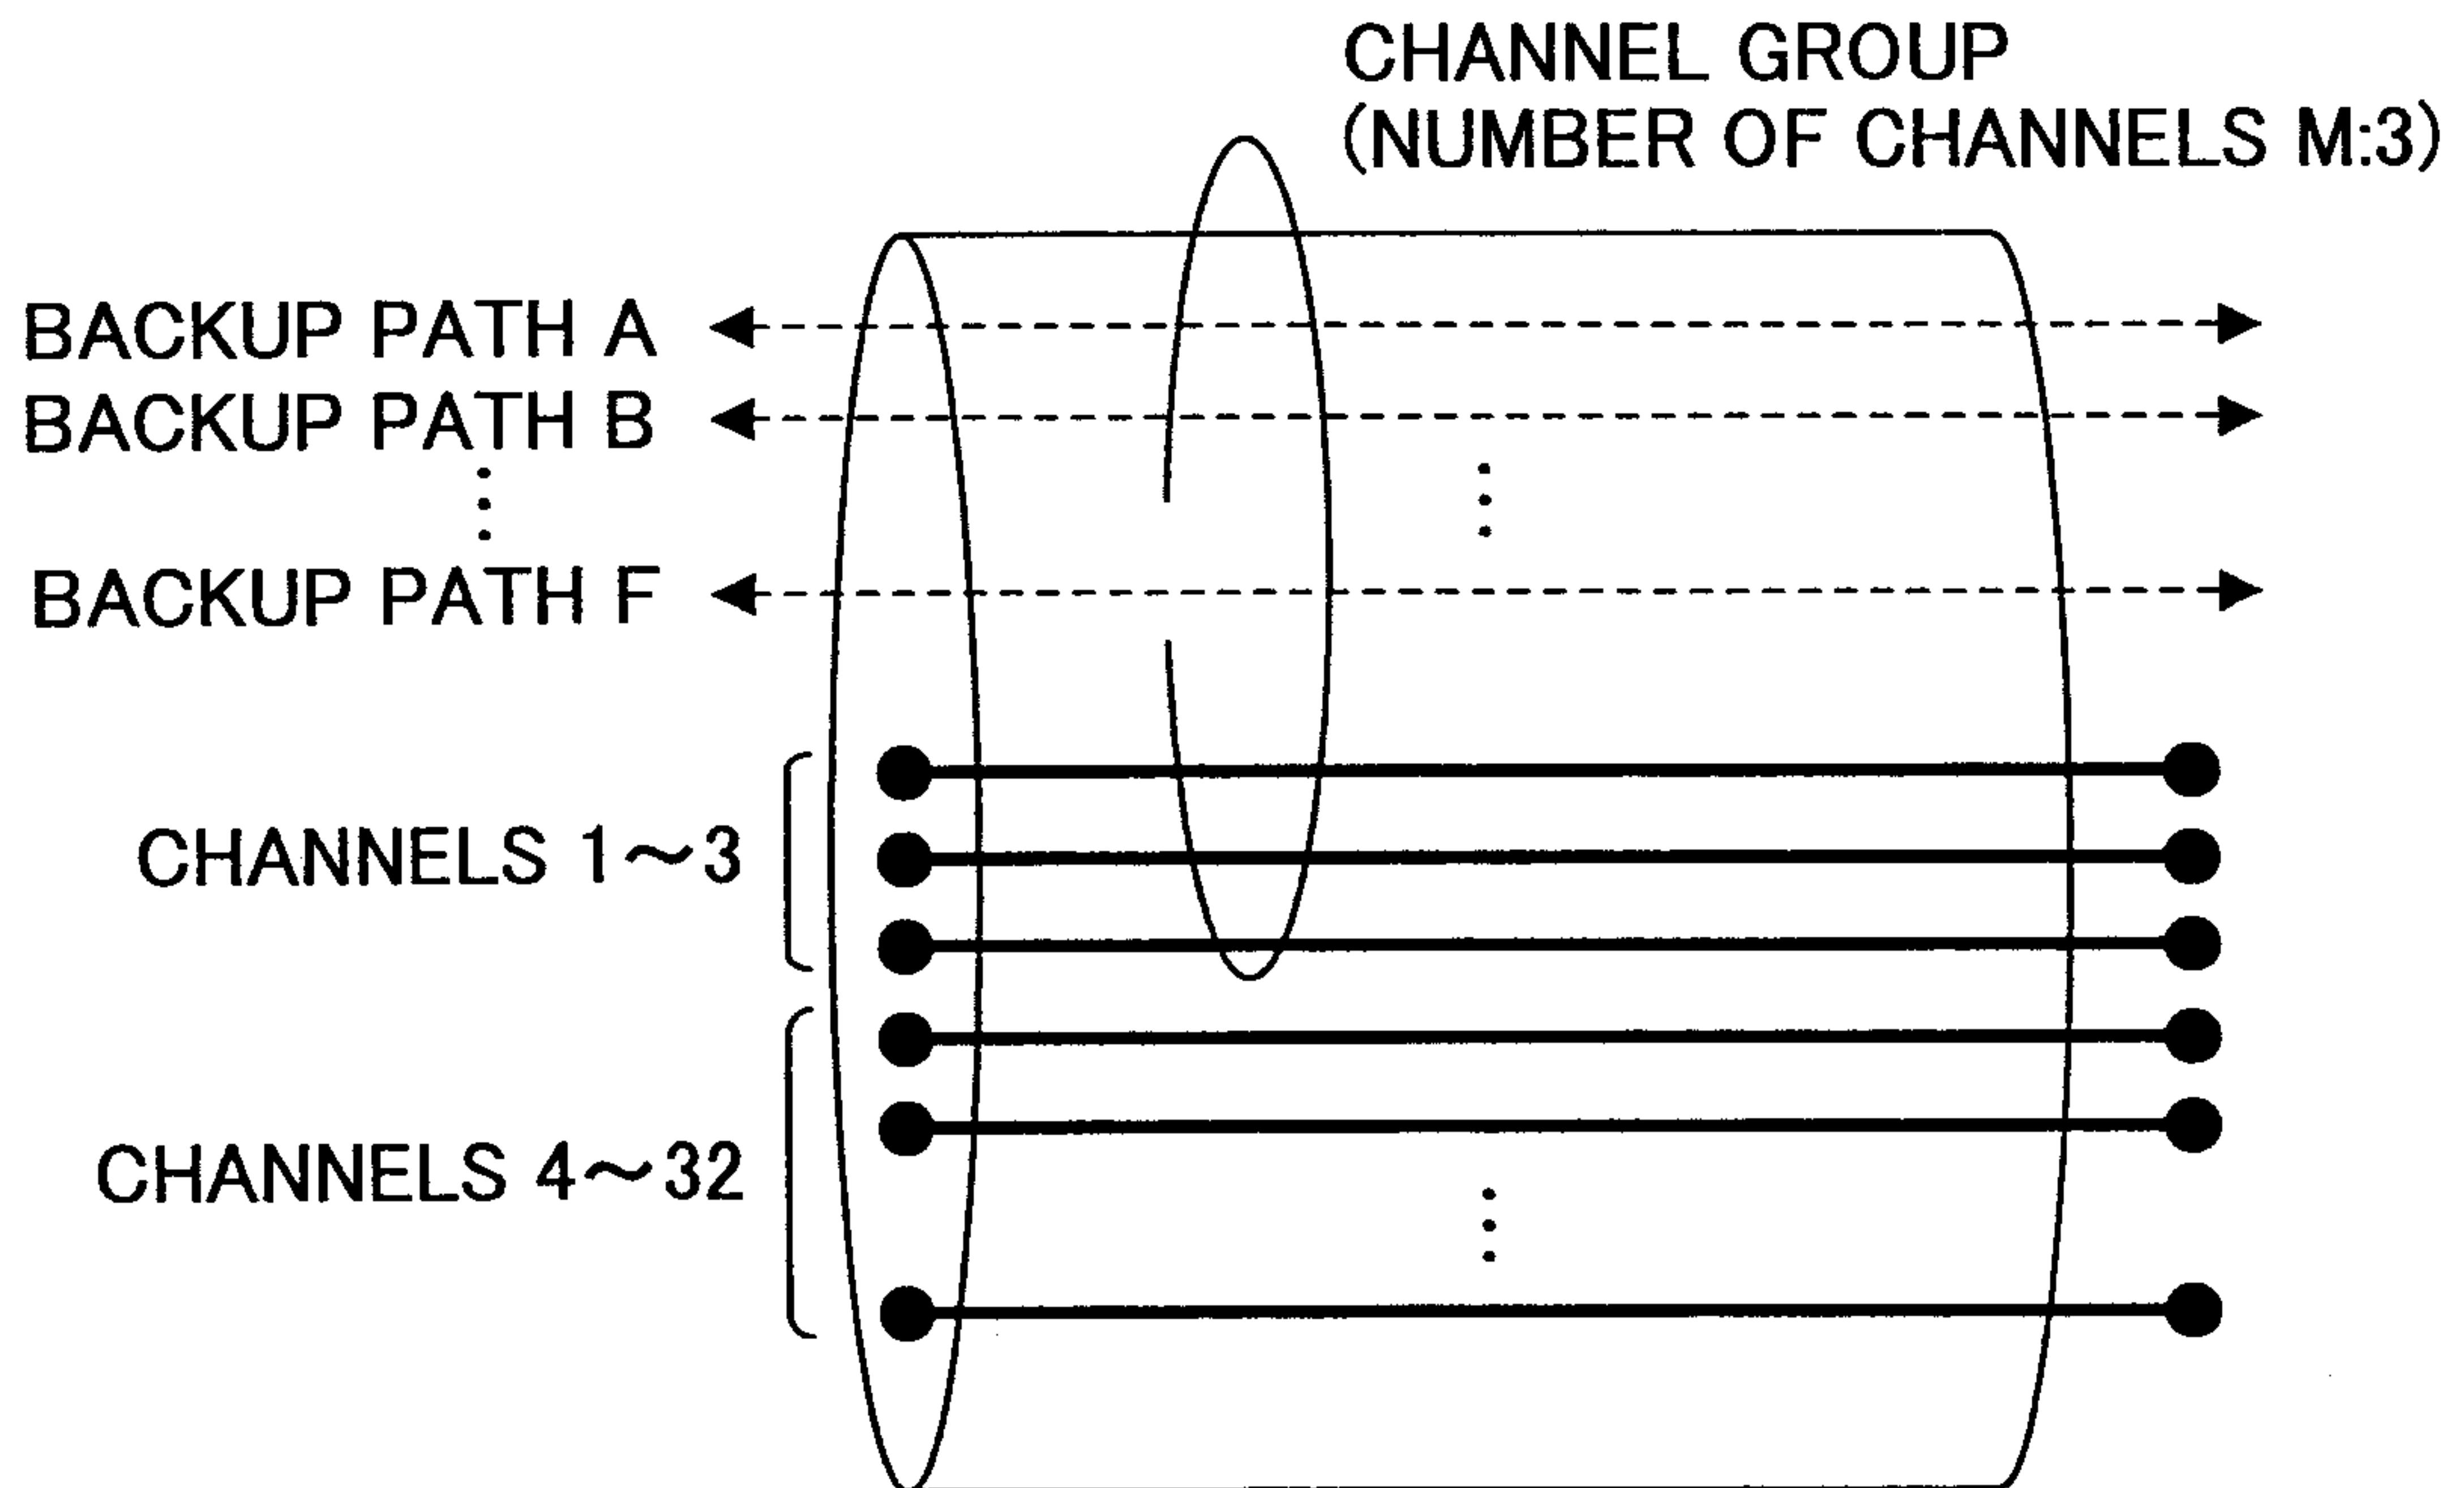 CHANNEL GROUP
(NUMBER OF CHANNELS M:3)
BACKUP PATH A
BACKUP PATH B
BACKUP PATH F
CHANNELS 1~3
CHANNELS 4~32